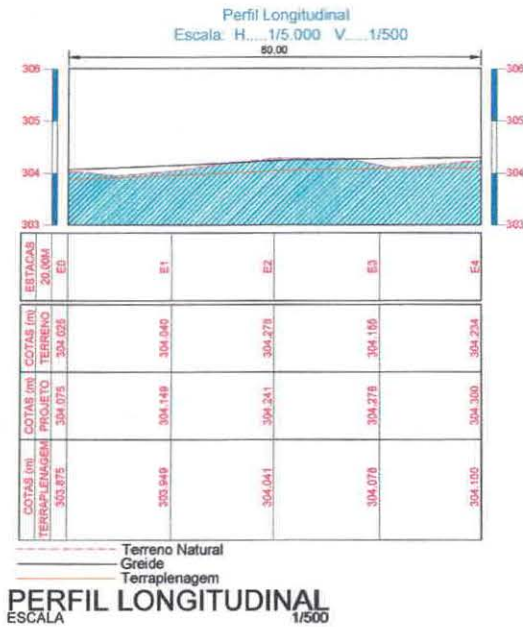 Perfil Longitudinal
Escala: H.....1/5.000 V.....1/500
80.00
306
306
305
305
304
304
303
303
ESTACAS 20,00M E0 E1 E2 E3 E4
COTAS (m) TERRENO 304.025 304.040 304.278 304.155 304.234
COTAS (m) PROJETO 304.075 304.149 304.241 304.278 304.300
COTAS (m) TERRAPLENAGEM 303.875 303.949 304.041 304.078 304.100
Terreno Natural
Greide
Terraplenagem
PERFIL LONGITUDINAL
ESCALA 1/500